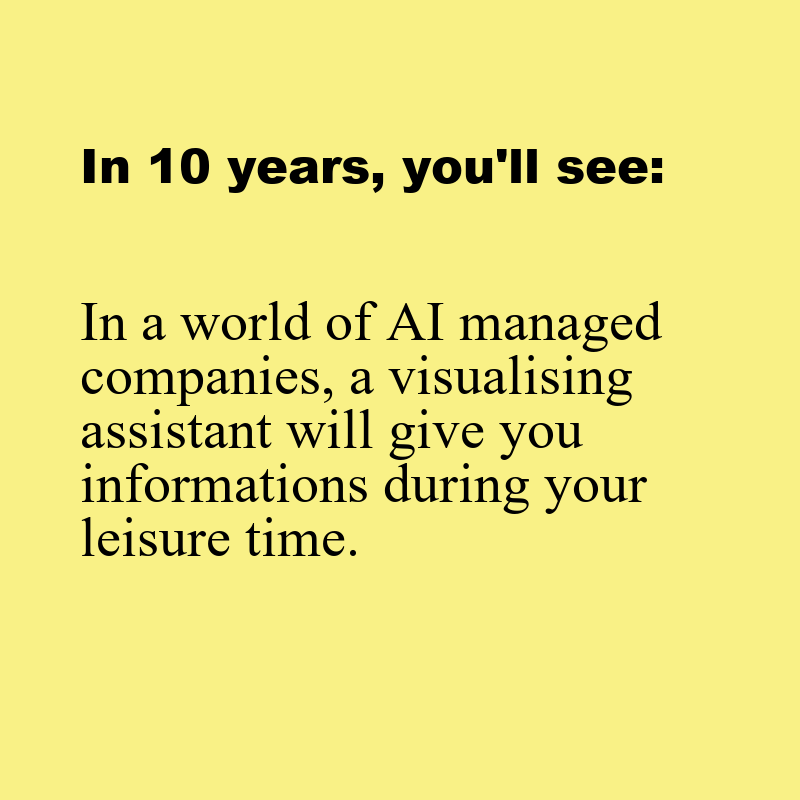 In 10 years, you'll see:
In a world of AI managed
companies, a visualising
assistant will give you
informations during your
leisure time.